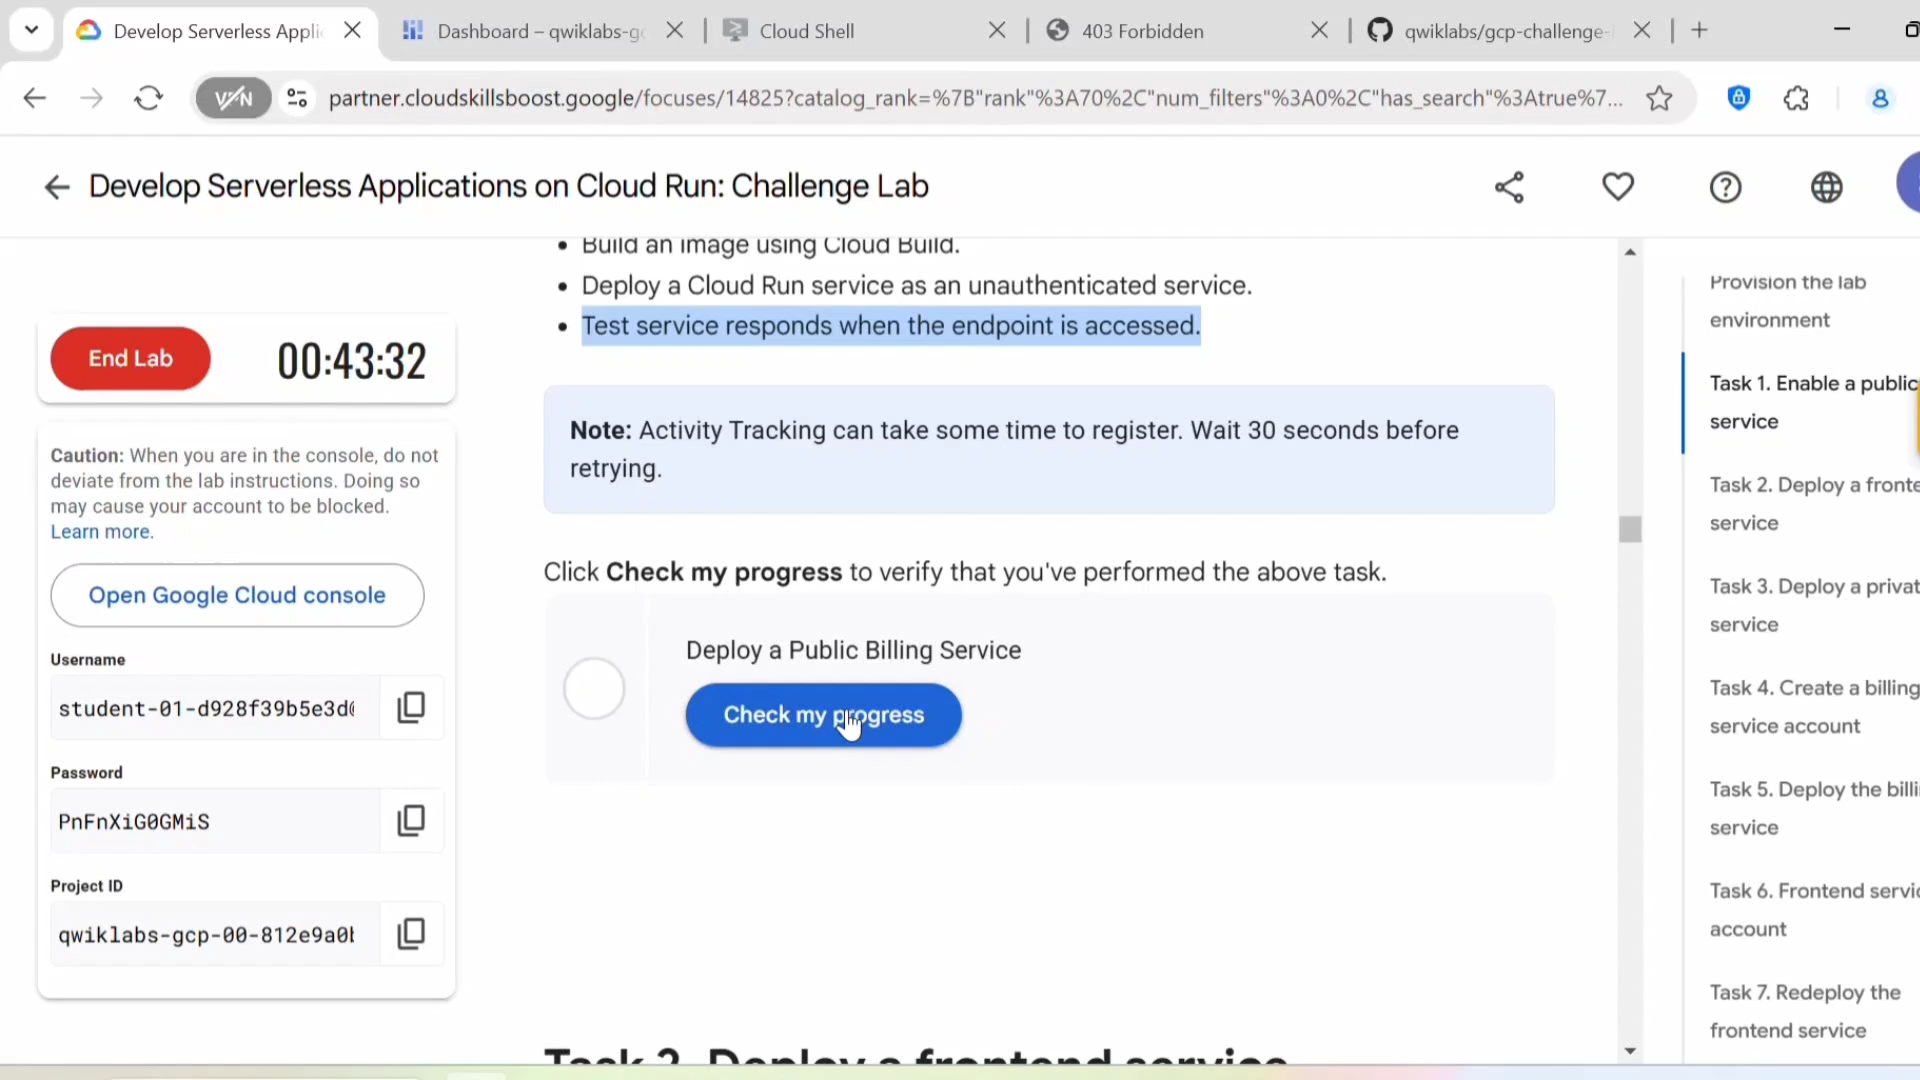 Develop Serverless Appli
Dashboard – qwiklabs-gc
Cloud Shell
403 Forbidden
qwiklabs/gcp-challenge-
VPN
partner.cloudskillsboost.google/focuses/14825?catalog_rank=%7B"rank"%3A70%2C"num_filters"%3A0%2C"has_search"%3Atrue%7...
Develop Serverless Applications on Cloud Run: Challenge Lab
End Lab
00:43:32
Caution: When you are in the console, do not
deviate from the lab instructions. Doing so
may cause your account to be blocked.
Learn more.
Open Google Cloud console
Username
student-01-d928f39b5e3d
Password
PnFnXiG0GMiS
Project ID
qwiklabs-gcp-00-812e9a0
Build an image using Cloud Build.
Deploy a Cloud Run service as an unauthenticated service.
Test service responds when the endpoint is accessed.
Note: Activity Tracking can take some time to register. Wait 30 seconds before
retrying.
Click Check my progress to verify that you've performed the above task.
Deploy a Public Billing Service
Check my progress
Task 2. Deploy a frontend service
Provision the lab
environment
Task 1. Enable a public
service
Task 2. Deploy a fronte
service
Task 3. Deploy a privat
service
Task 4. Create a billing
service account
Task 5. Deploy the billi
service
Task 6. Frontend servic
account
Task 7. Redeploy the
frontend service